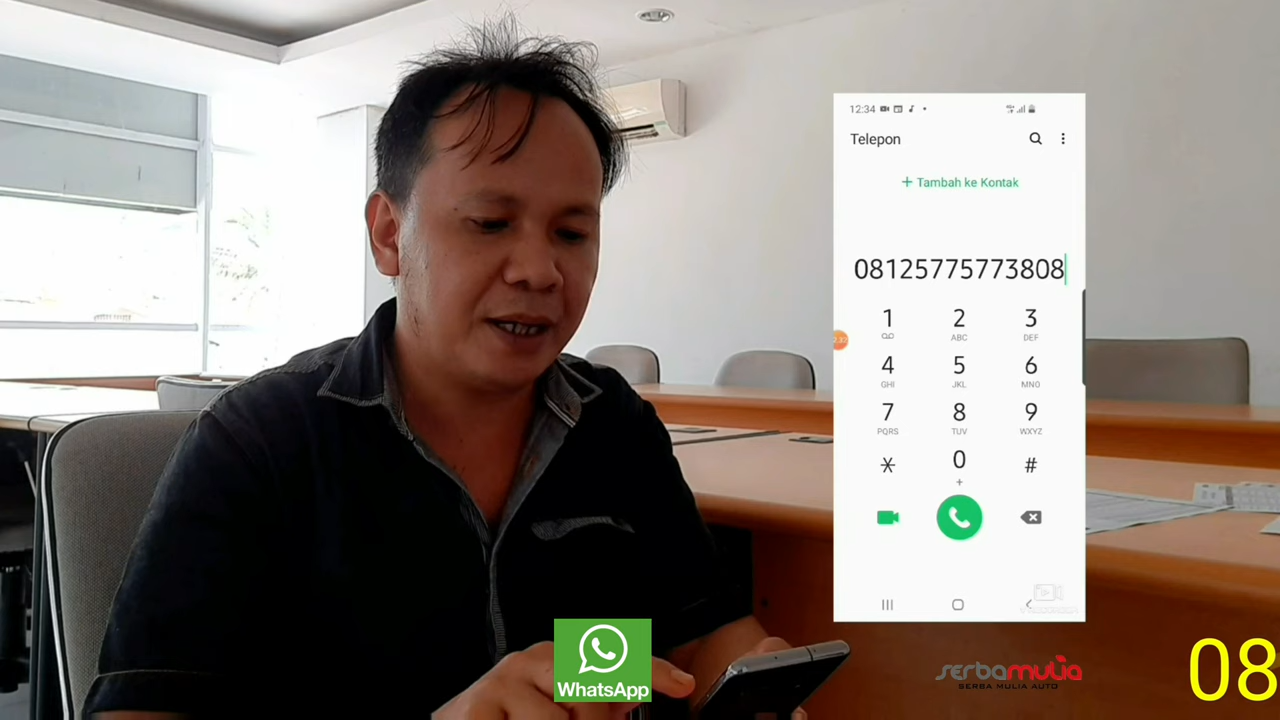 12:34
Telepon
+ Tambah ke Kontak
08125775773808
1 2 3
ABC DEF
4 5 6
GHI JKL MNO
7 8 9
PQRS TUV WXYZ
* 0 #
+
WhatsApp
serbamulia
SERBA MULIA AUTO
08